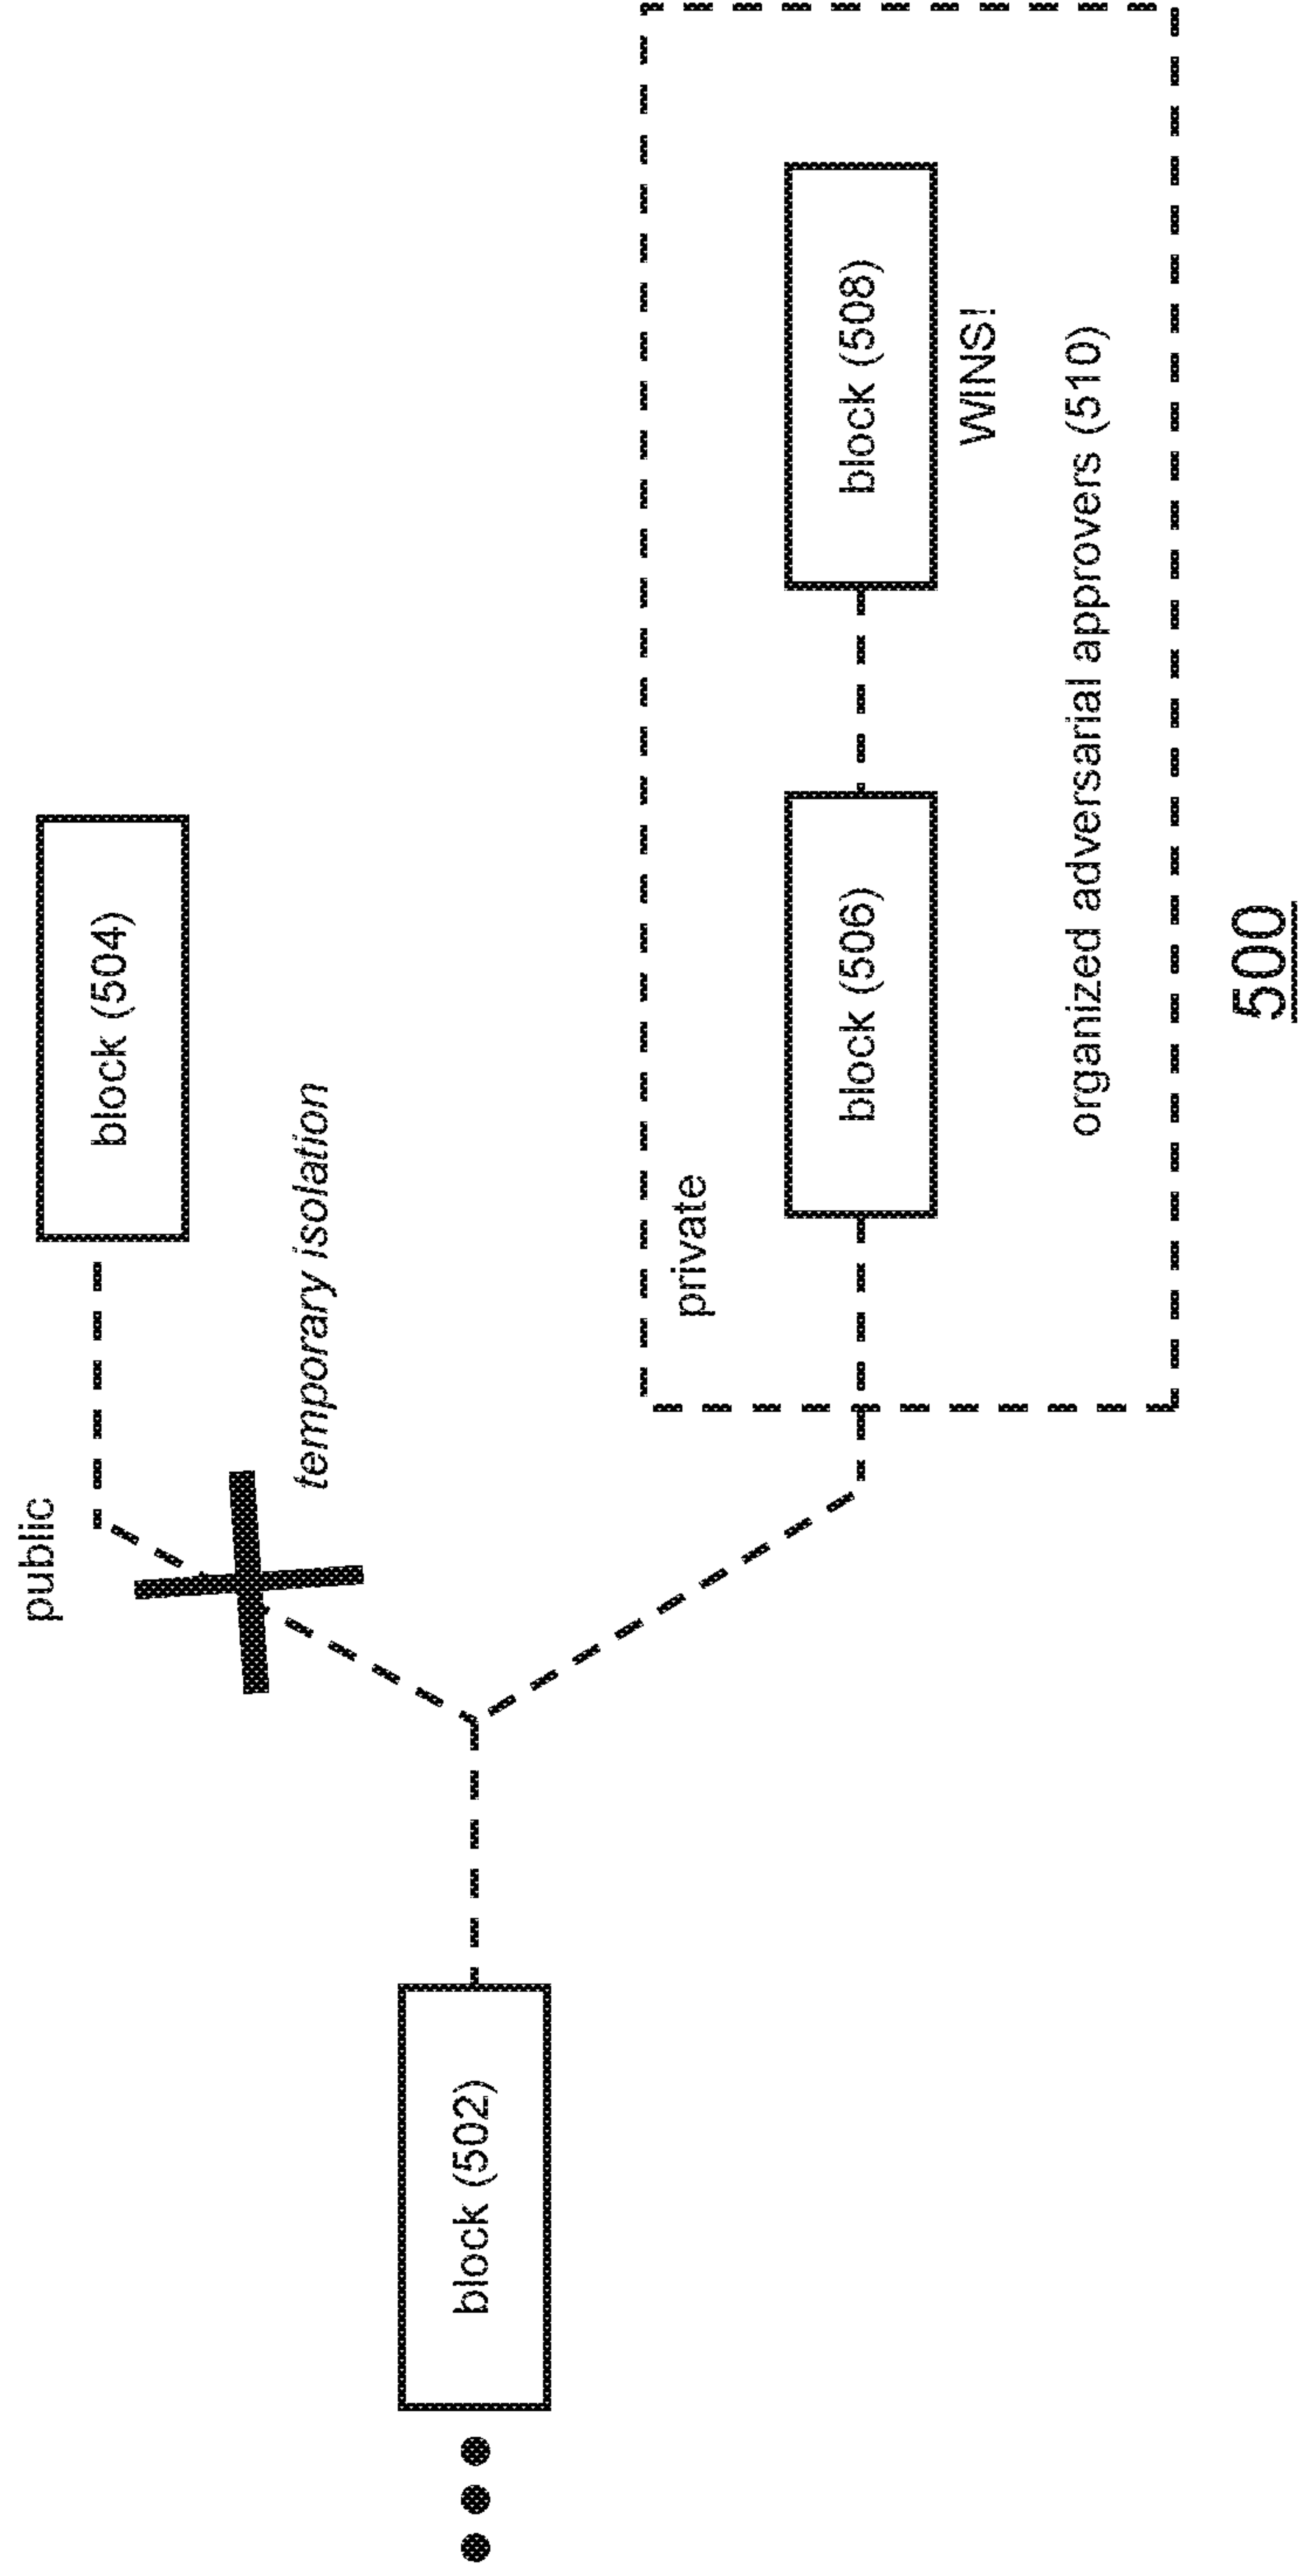 public
block (504)
temporary isolation
block (502)
private
block (506)
block (508)
WINS!
organized adversarial approvers (510)
500